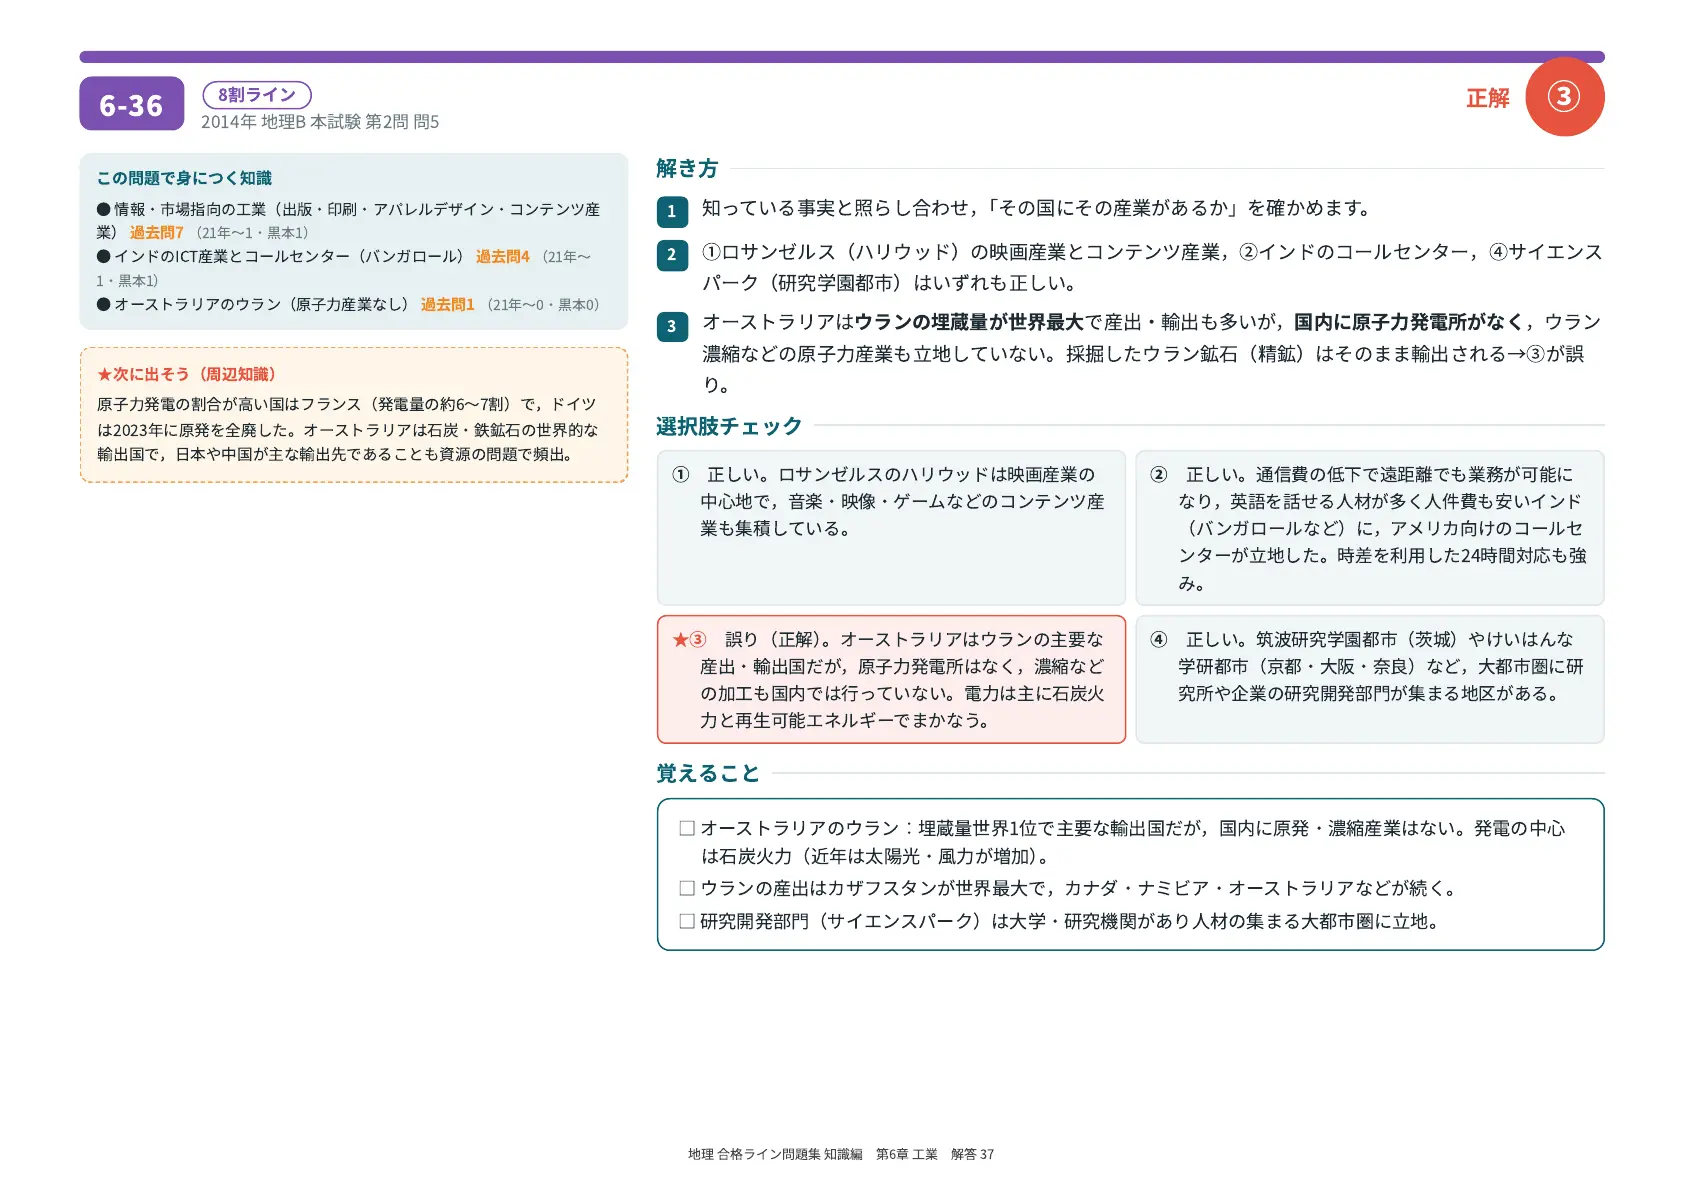 6-36
8割ライン
2014年 地理B 本試験 第2問 問5
正解 ③
この問題で身につく知識
● 情報・市場指向の工業（出版・印刷・アパレルデザイン・コンテンツ産
業） 過去問7 （21年〜1・黒本1）
● インドのICT産業とコールセンター（バンガロール） 過去問4 （21年〜
1・黒本1）
● オーストラリアのウラン（原子力産業なし） 過去問1 （21年〜0・黒本0）
★次に出そう（周辺知識）
原子力発電の割合が高い国はフランス（発電量の約6〜7割）で，ドイツ
は2023年に原発を全廃した。オーストラリアは石炭・鉄鉱石の世界的な
輸出国で，日本や中国が主な輸出先であることも資源の問題で頻出。
解き方
1 知っている事実と照らし合わせ，「その国にその産業があるか」を確かめます。
2 ①ロサンゼルス（ハリウッド）の映画産業とコンテンツ産業，②インドのコールセンター，④サイエンス
パーク（研究学園都市）はいずれも正しい。
3 オーストラリアはウランの埋蔵量が世界最大で産出・輸出も多いが，国内に原子力発電所がなく，ウラン
濃縮などの原子力産業も立地していない。採掘したウラン鉱石（精鉱）はそのまま輸出される→③が誤
り。
選択肢チェック
① 正しい。ロサンゼルスのハリウッドは映画産業の
中心地で，音楽・映像・ゲームなどのコンテンツ産
業も集積している。
② 正しい。通信費の低下で遠距離でも業務が可能に
なり，英語を話せる人材が多く人件費も安いインド
（バンガロールなど）に，アメリカ向けのコールセ
ンターが立地した。時差を利用した24時間対応も強
み。
★③ 誤り（正解）。オーストラリアはウランの主要な
産出・輸出国だが，原子力発電所はなく，濃縮など
の加工も国内では行っていない。電力は主に石炭火
力と再生可能エネルギーでまかなう。
④ 正しい。筑波研究学園都市（茨城）やけいはんな
学研都市（京都・大阪・奈良）など，大都市圏に研
究所や企業の研究開発部門が集まる地区がある。
覚えること
□ オーストラリアのウラン：埋蔵量世界1位で主要な輸出国だが，国内に原発・濃縮産業はない。発電の中心
は石炭火力（近年は太陽光・風力が増加）。
□ ウランの産出はカザフスタンが世界最大で，カナダ・ナミビア・オーストラリアなどが続く。
□ 研究開発部門（サイエンスパーク）は大学・研究機関があり人材の集まる大都市圏に立地。
地理 合格ライン問題集 知識編 第6章 工業 解答 37